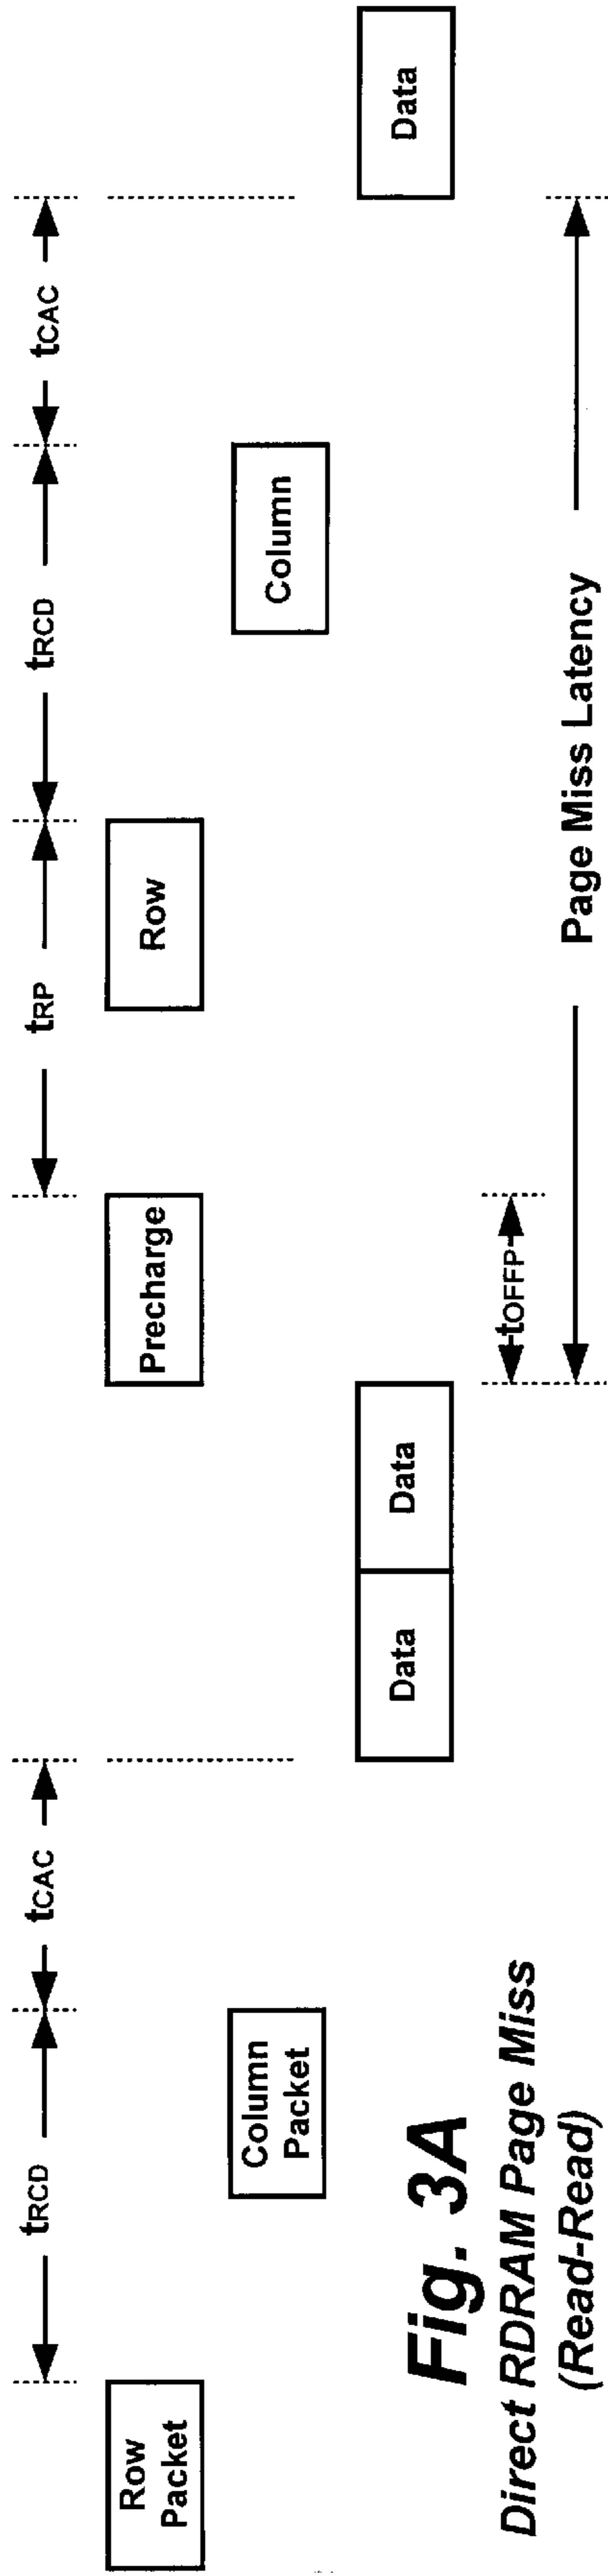 tRCD
tCAC
tRP
tRCD
tCAC
Row
Packet
Precharge
Row
Column
Packet
Column
Data
Data
Data
tOFFP
Page Miss Latency
Fig. 3A
Direct RDRAM Page Miss
(Read-Read)